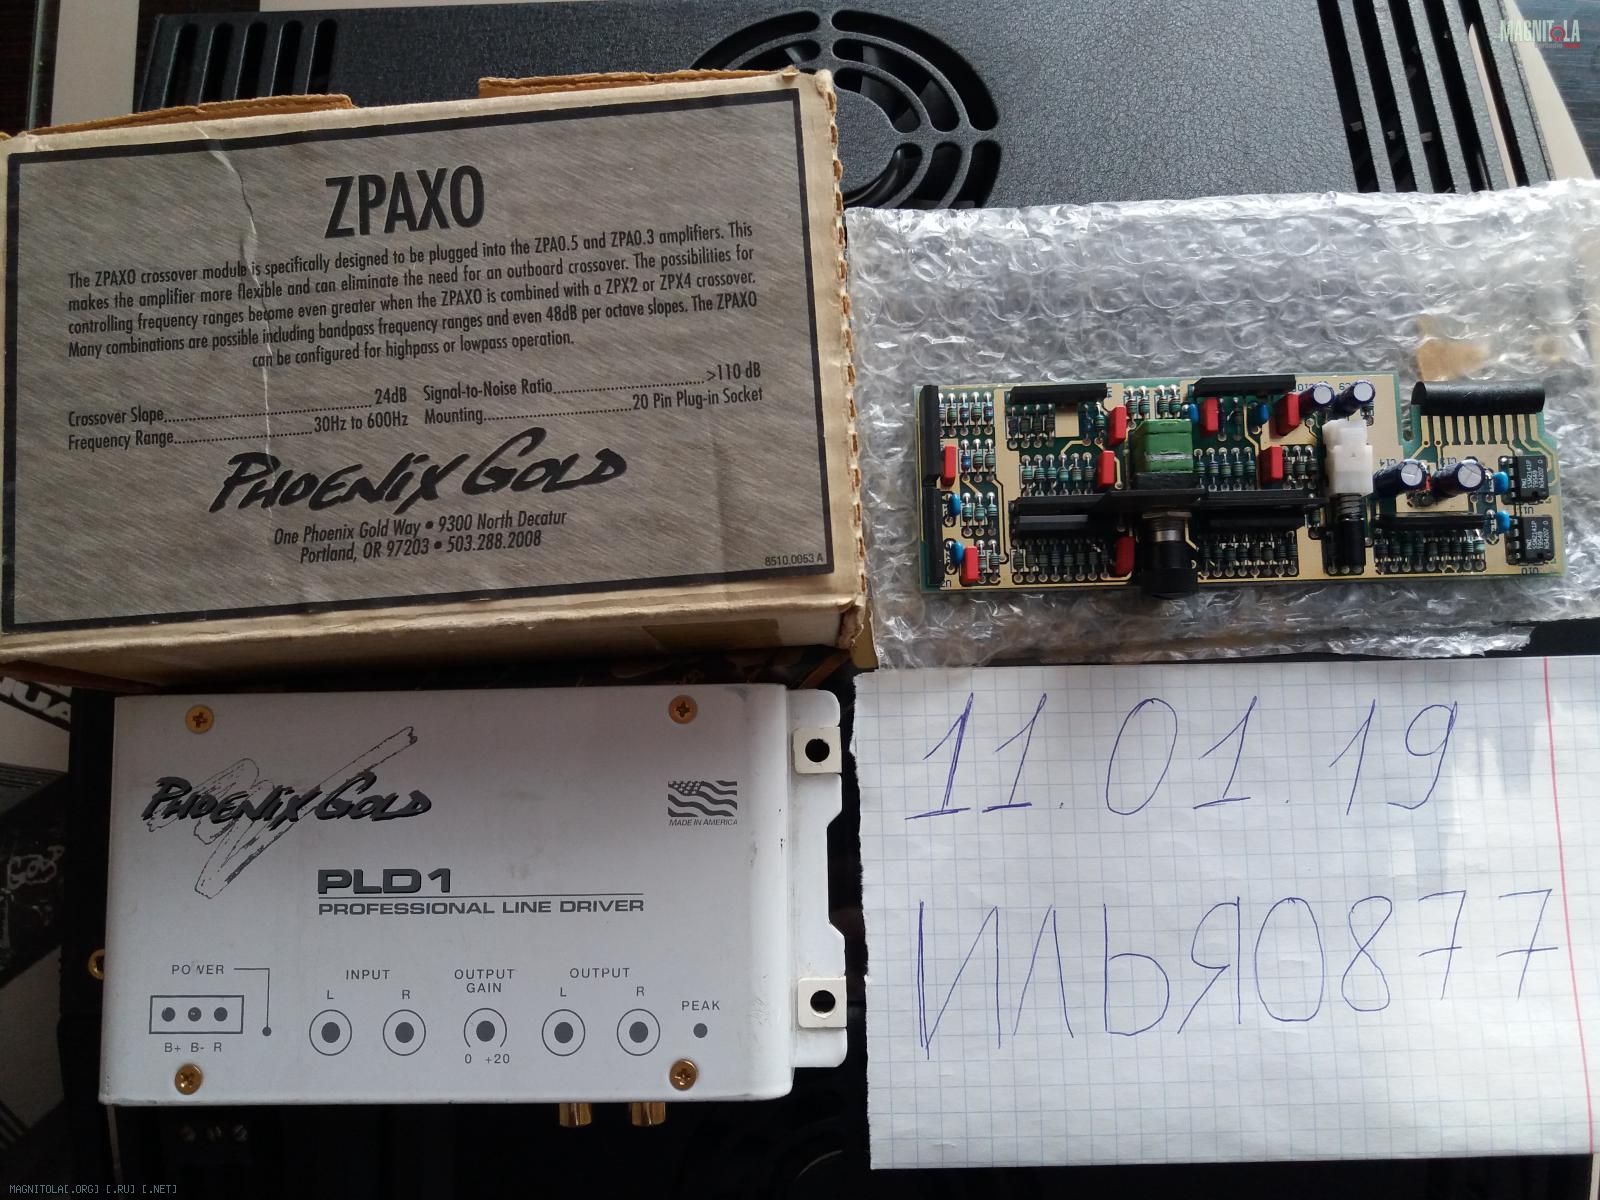 MAGNITOLA
ZPAXO
The ZPAXO crossover module is specifically designed to be plugged into the ZPA0.5 and ZPA0.3 amplifiers. This
makes the amplifier more flexible and can eliminate the need for an outboard crossover. The possibilities for
controlling frequency ranges become even greater when the ZPAXO is combined with a ZPX2 or ZPX4 crossover.
Many combinations are possible including bandpass frequency ranges and even 48dB per octave slopes. The ZPAXO
can be configured for highpass or lowpass operation.
Crossover Slope..............................24dB Signal-to-Noise Ratio..............................>110 dB
Frequency Range..............................30Hz to 600Hz Mounting..............................20 Pin Plug-in Socket
PHOENIX GOLD
One Phoenix Gold Way • 9300 North Decatur
Portland, OR 97203 • 503.288.2008
8510.0053 A
PHOENIX GOLD
MADE IN AMERICA
PLD1
PROFESSIONAL LINE DRIVER
POWER INPUT OUTPUT GAIN OUTPUT
L R L R PEAK
B+ B- R 0 +20
11.01.19
ИЛЬЯ0877
MAGNITOLA[.ORG] [.RU] [.NET]